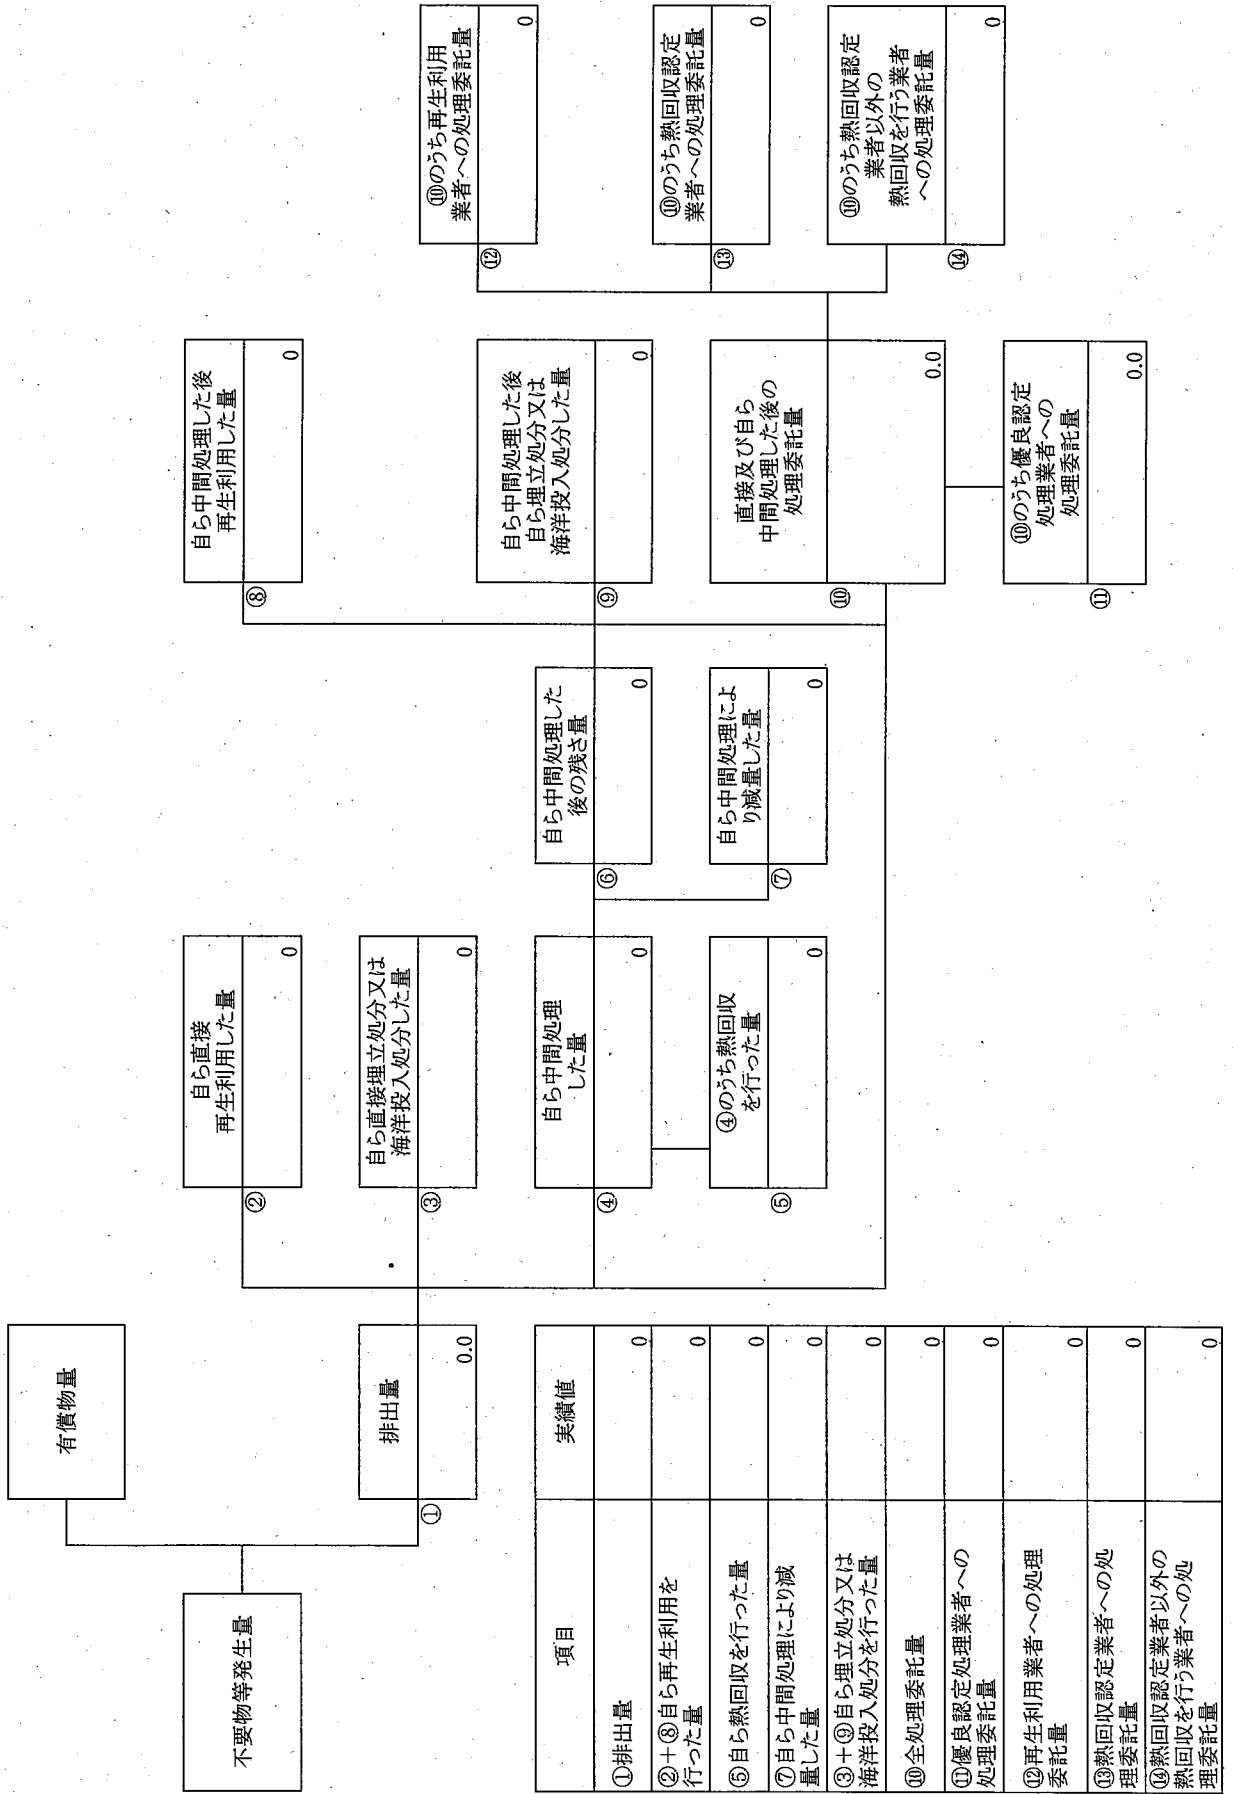 有償物量
不要物等発生量
①
排出量
0.0
②
自ら直接
再生利用した量
0
③
自ら直接埋立処分又は
海洋投入処分した量
0
④
自ら中間処理
した量
0
⑤
④のうち熱回収
を行った量
0
⑥
自ら中間処理した
後の残さ量
0
⑦
自ら中間処理によ
り減量した量
0
⑧
自ら中間処理した後
再生利用した量
0
⑨
自ら中間処理した後
自ら埋立処分又は
海洋投入処分した量
0
⑩
直接及び自ら
中間処理した後の
処理委託量
0.0
⑪
⑩のうち優良認定
処理業者への
処理委託量
0.0
⑫
⑩のうち再生利用
業者への処理委託量
0
⑬
⑩のうち熱回収認定
業者への処理委託量
0
⑭
⑩のうち熱回収認定
業者以外の
熱回収を行う業者
への処理委託量
0
項目 実績値
①排出量 0
②+⑧自ら再生利用を
行った量 0
⑤自ら熱回収を行った量 0
⑦自ら中間処理により減
量した量 0
③+⑨自ら埋立処分又は
海洋投入処分を行った量 0
⑩全処理委託量 0
⑪優良認定処理業者への
処理委託量 0
⑫再生利用業者への処理
委託量 0
⑬熱回収認定業者への処
理委託量 0
⑭熱回収認定業者以外の
熱回収を行う業者への処
理委託量 0